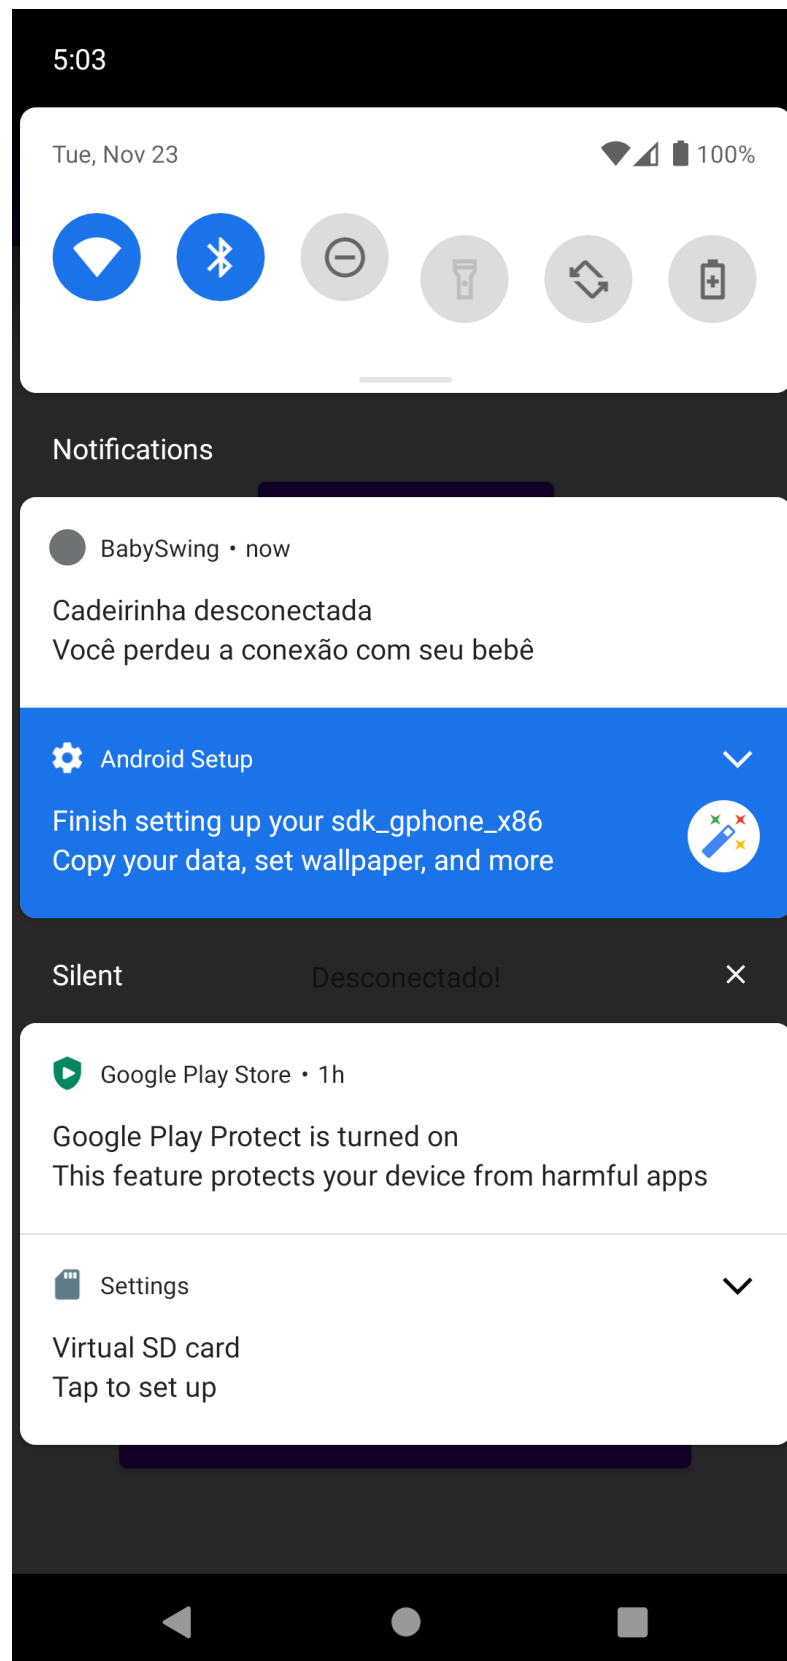 5:03
Tue, Nov 23
100%
Notifications
BabySwing • now
Cadeirinha desconectada
Você perdeu a conexão com seu bebê
Android Setup
Finish setting up your sdk_gphone_x86
Copy your data, set wallpaper, and more
Silent
Desconectado!
Google Play Store • 1h
Google Play Protect is turned on
This feature protects your device from harmful apps
Settings
Virtual SD card
Tap to set up